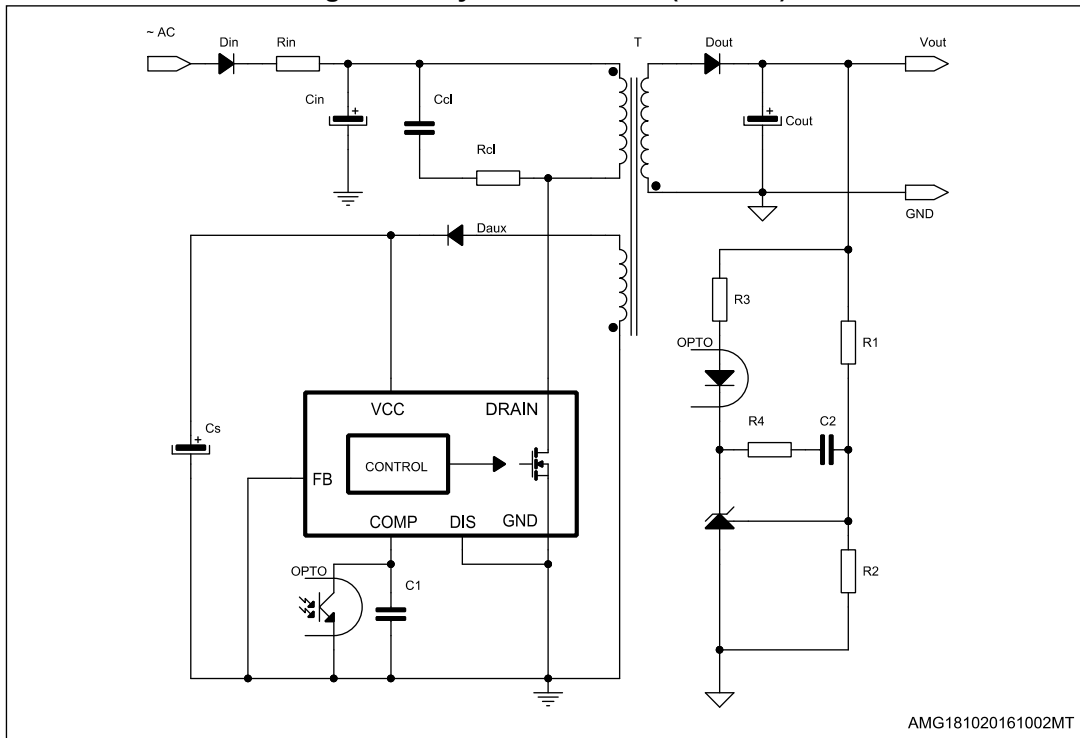 ~ AC
Din
Rin
T
Dout
Vout
Cin
+
Ccl
+
Cout
Rcl
GND
Daux
R3
R1
OPTO
VCC
DRAIN
Cs
+
R4
C2
CONTROL
FB
COMP
DIS
GND
OPTO
C1
R2
AMG181020161002MT